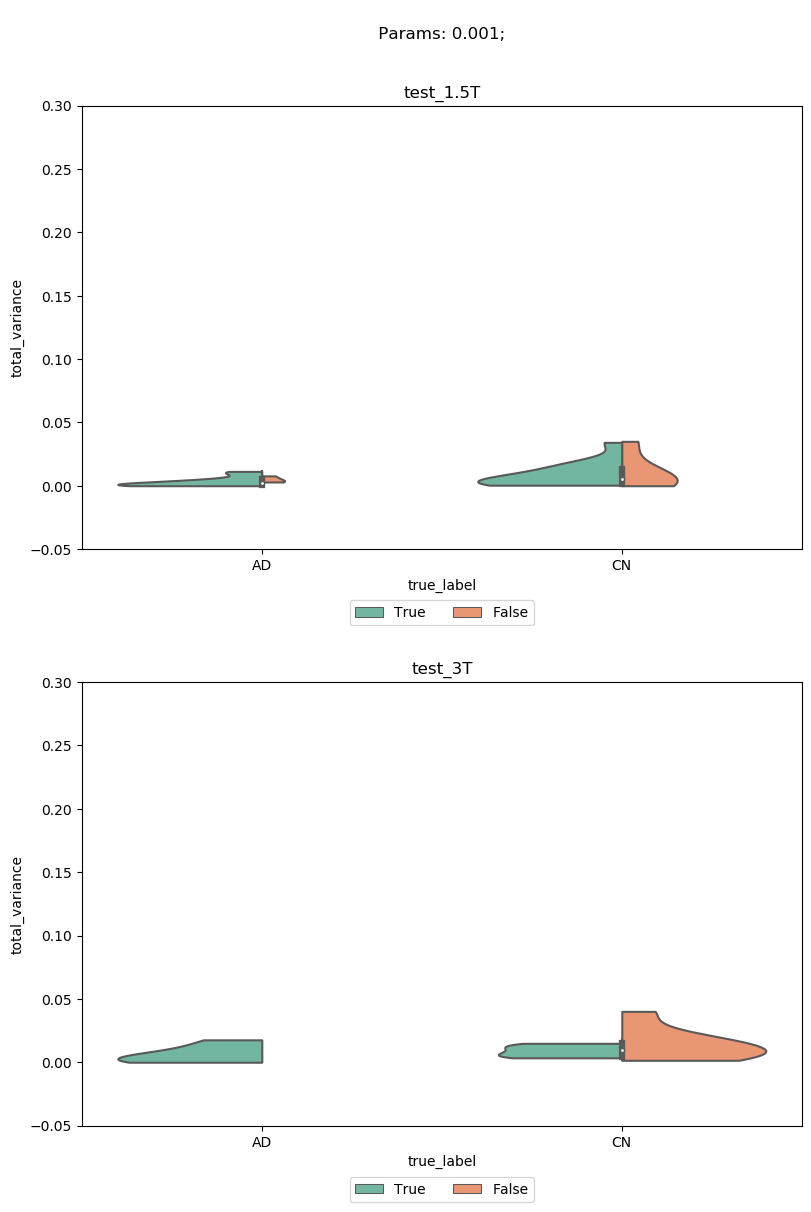 Params: 0.001;
test_1.5T
0.30
0.25
0.20
0.15
0.10
0.05
0.00
−0.05
total_variance
AD CN
true_label
True False
test_3T
0.30
0.25
0.20
0.15
0.10
0.05
0.00
−0.05
total_variance
AD CN
true_label
True False